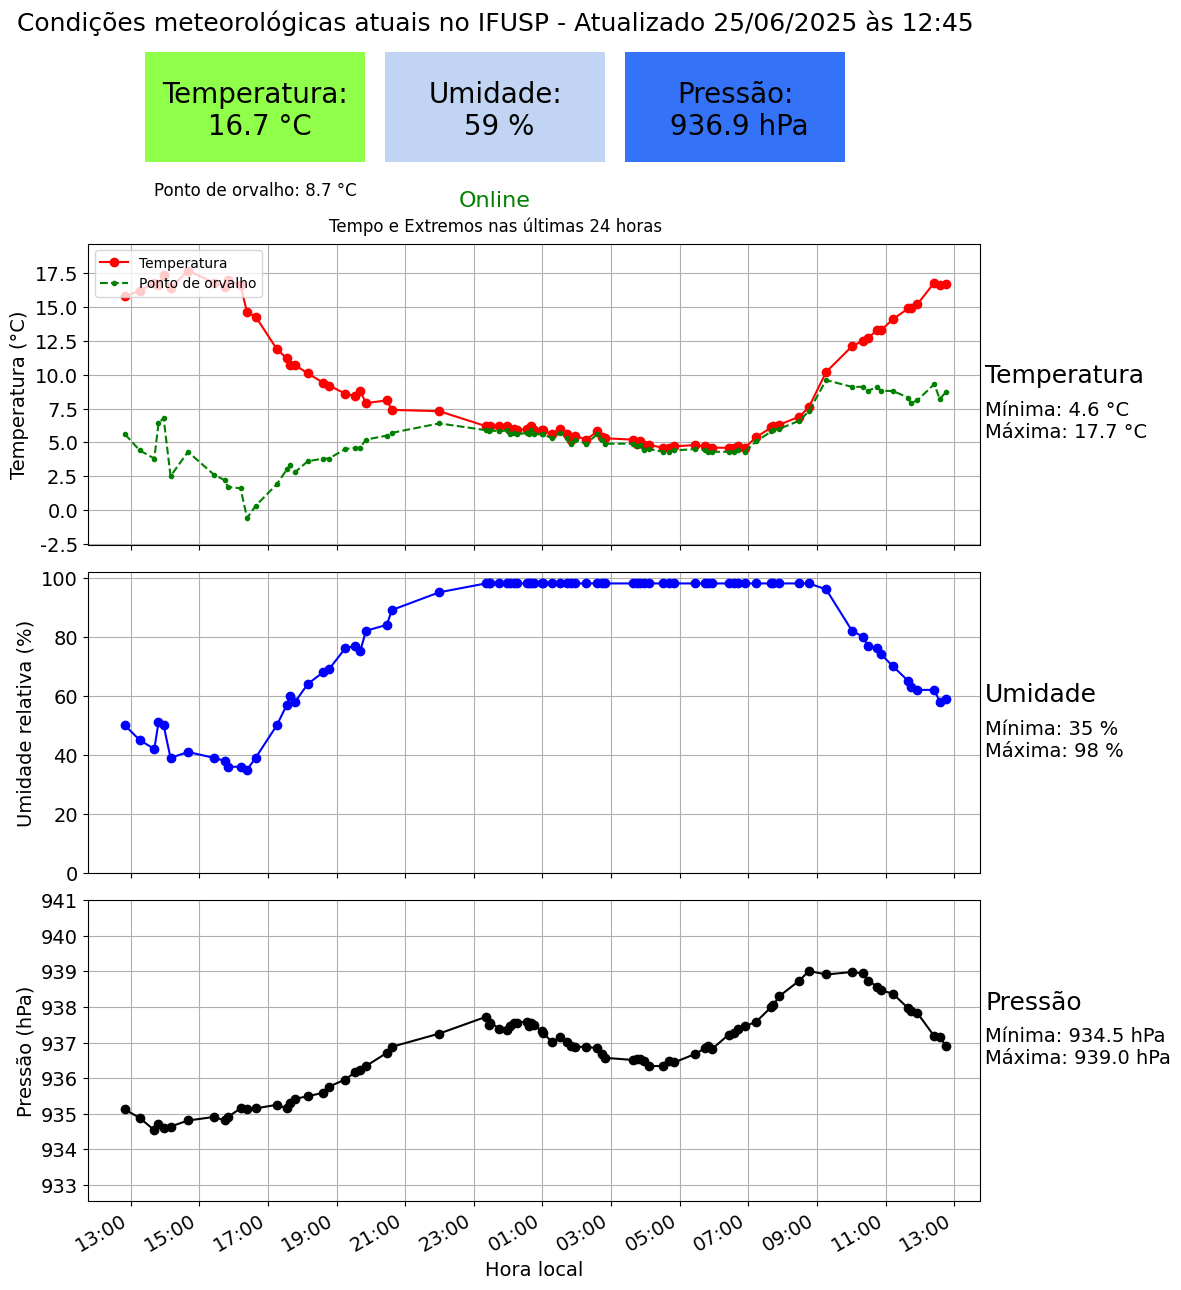 Condições meteorológicas atuais no IFUSP - Atualizado 25/06/2025 às 12:45
Temperatura:
16.7 °C
Umidade:
59 %
Pressão:
936.9 hPa
Ponto de orvalho: 8.7 °C
Online
Tempo e Extremos nas últimas 24 horas
Temperatura
Ponto de orvalho
Temperatura (°C)
17.5
15.0
12.5
10.0
7.5
5.0
2.5
0.0
-2.5
Temperatura
Mínima: 4.6 °C
Máxima: 17.7 °C
Umidade relativa (%)
100
80
60
40
20
0
Umidade
Mínima: 35 %
Máxima: 98 %
Pressão (hPa)
941
940
939
938
937
936
935
934
933
Pressão
Mínima: 934.5 hPa
Máxima: 939.0 hPa
13:00 15:00 17:00 19:00 21:00 23:00 01:00 03:00 05:00 07:00 09:00 11:00 13:00
Hora local